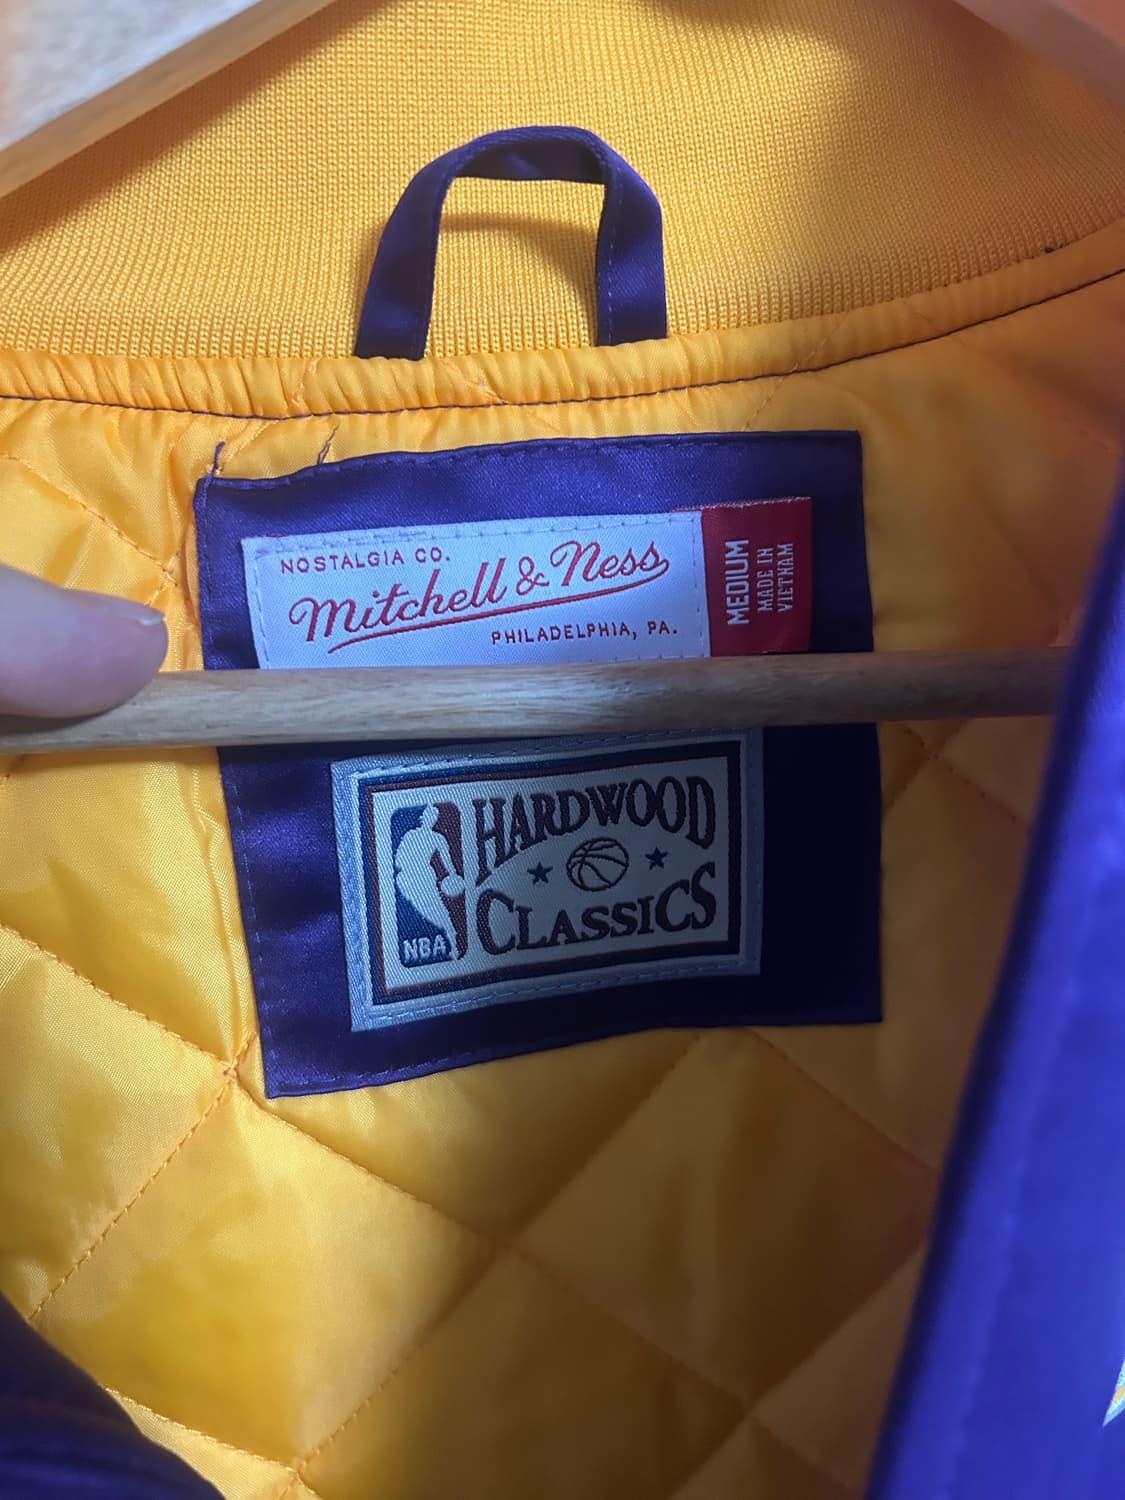 NOSTALGIA CO.
Mitchell & Ness
PHILADELPHIA, PA.
MEDIUM
MADE IN
VIETNAM
HARDWOOD
CLASSICS
NBA